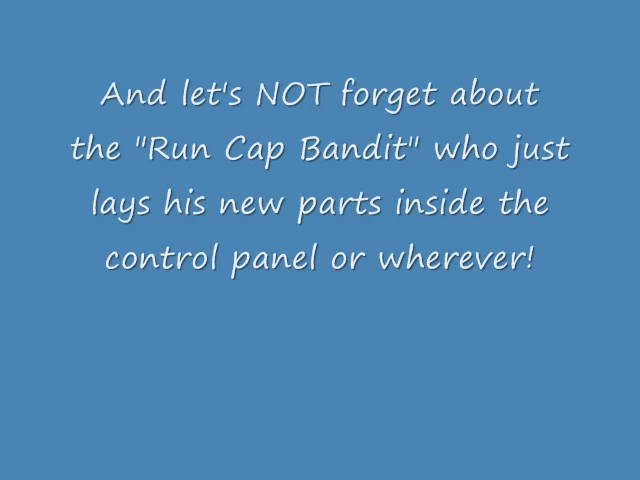 And let's NOT forget about
the "Run Cap Bandit" who just
lays his new parts inside the
control panel or wherever!